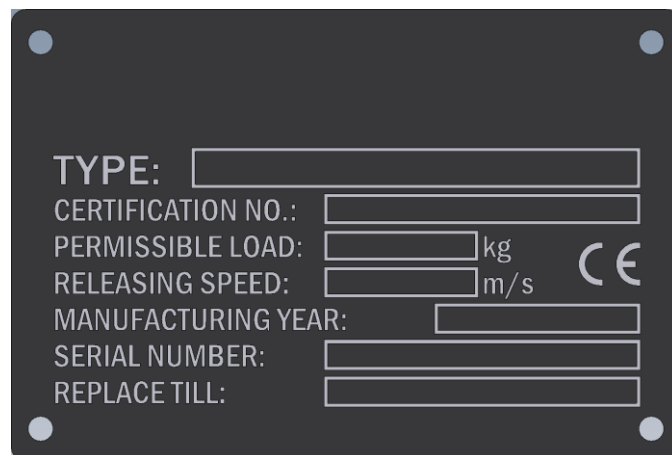 TYPE:
CERTIFICATION NO.:
PERMISSIBLE LOAD: kg
RELEASING SPEED: m/s
CE
MANUFACTURING YEAR:
SERIAL NUMBER:
REPLACE TILL: